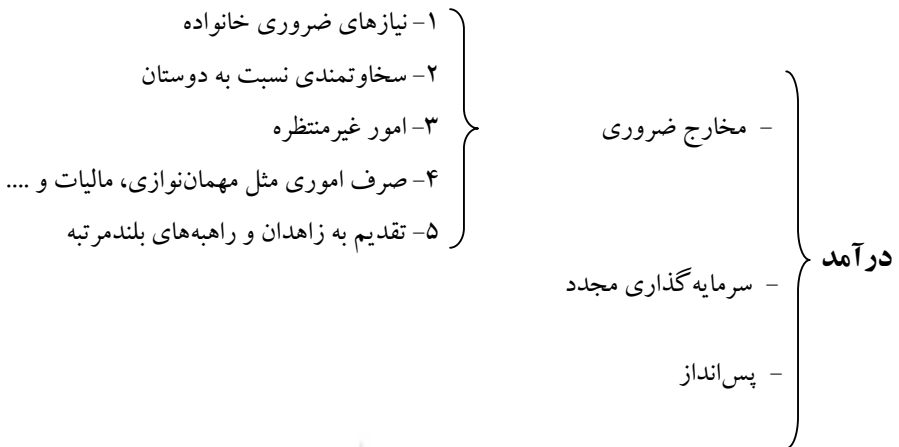 درآمد
- مخارج ضروری
۱- نیازهای ضروری خانواده
۲- سخاوتمندی نسبت به دوستان
۳- امور غیرمنتظره
۴- صرف اموری مثل مهمان‌نوازی، مالیات و ....
۵- تقدیم به زاهدان و راهبه‌های بلندمرتبه
- سرمایه‌گذاری مجدد
- پس‌انداز